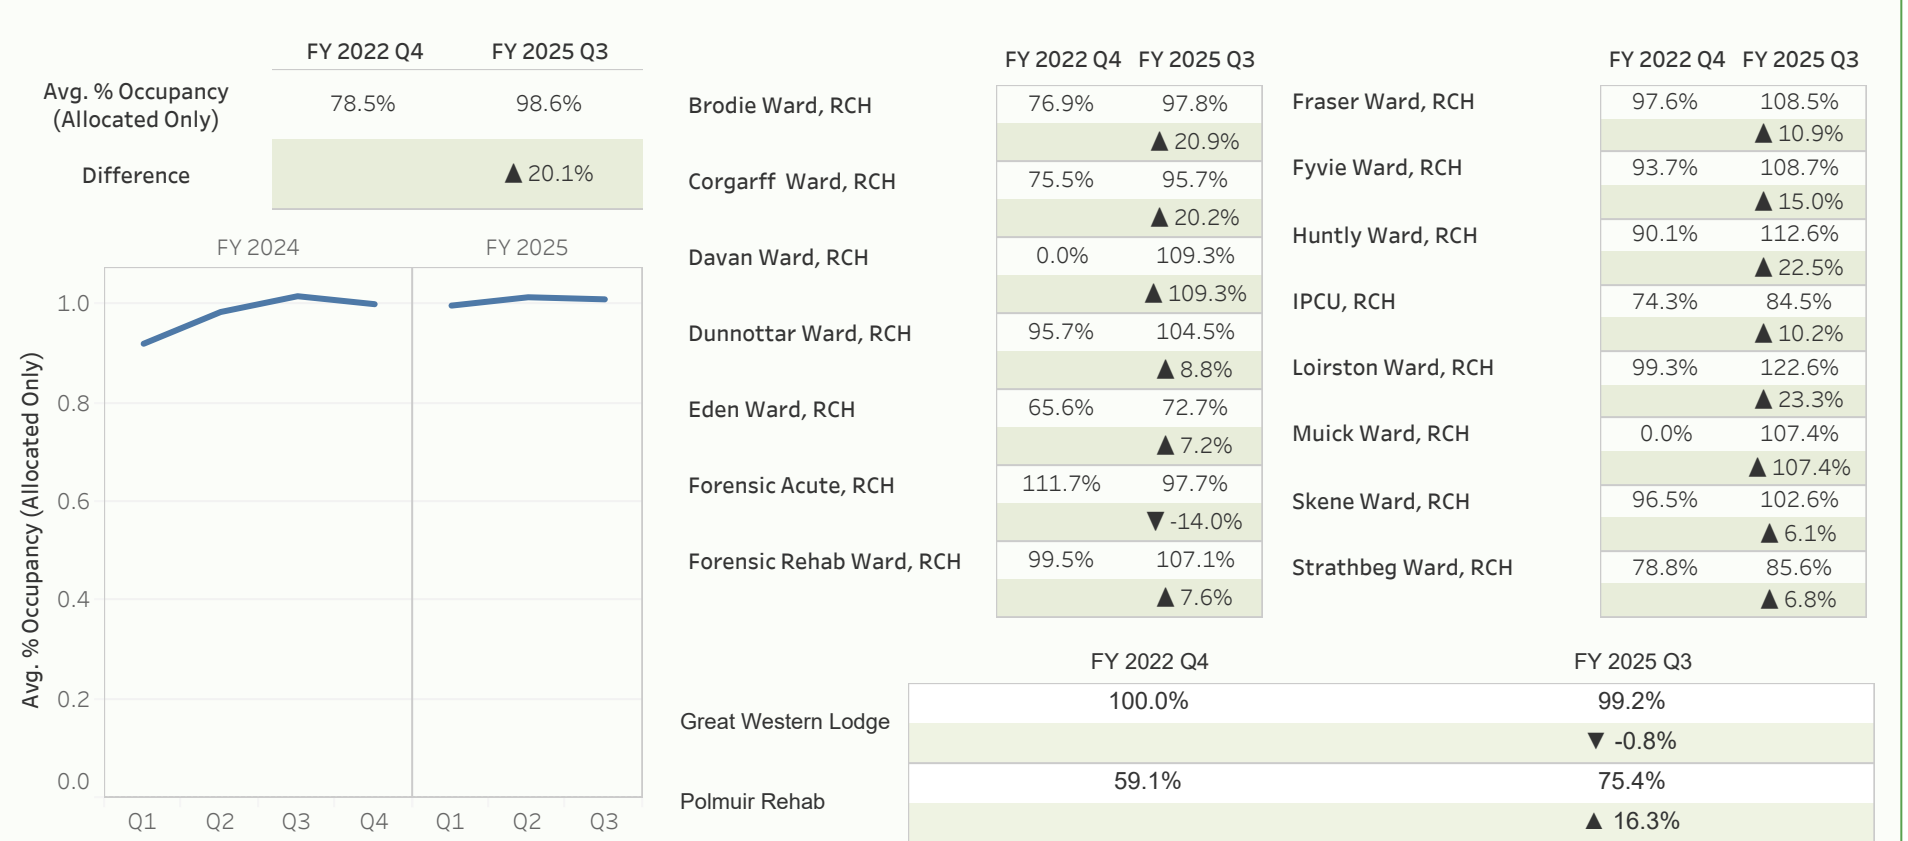 FY 2022 Q4 FY 2025 Q3
Avg. % Occupancy
(Allocated Only) 78.5% 98.6%
Difference ▲ 20.1%
FY 2024 FY 2025
Avg. % Occupancy (Allocated Only)
1.0
0.8
0.6
0.4
0.2
0.0
Q1 Q2 Q3 Q4 Q1 Q2 Q3
FY 2022 Q4 FY 2025 Q3
Brodie Ward, RCH 76.9% 97.8%
▲ 20.9%
Corgarff Ward, RCH 75.5% 95.7%
▲ 20.2%
Davan Ward, RCH 0.0% 109.3%
▲ 109.3%
Dunnottar Ward, RCH 95.7% 104.5%
▲ 8.8%
Eden Ward, RCH 65.6% 72.7%
▲ 7.2%
Forensic Acute, RCH 111.7% 97.7%
▼ -14.0%
Forensic Rehab Ward, RCH 99.5% 107.1%
▲ 7.6%
FY 2022 Q4 FY 2025 Q3
Fraser Ward, RCH 97.6% 108.5%
▲ 10.9%
Fyvie Ward, RCH 93.7% 108.7%
▲ 15.0%
Huntly Ward, RCH 90.1% 112.6%
▲ 22.5%
IPCU, RCH 74.3% 84.5%
▲ 10.2%
Loirston Ward, RCH 99.3% 122.6%
▲ 23.3%
Muick Ward, RCH 0.0% 107.4%
▲ 107.4%
Skene Ward, RCH 96.5% 102.6%
▲ 6.1%
Strathbeg Ward, RCH 78.8% 85.6%
▲ 6.8%
FY 2022 Q4 FY 2025 Q3
Great Western Lodge 100.0% 99.2%
▼ -0.8%
Polmuir Rehab 59.1% 75.4%
▲ 16.3%